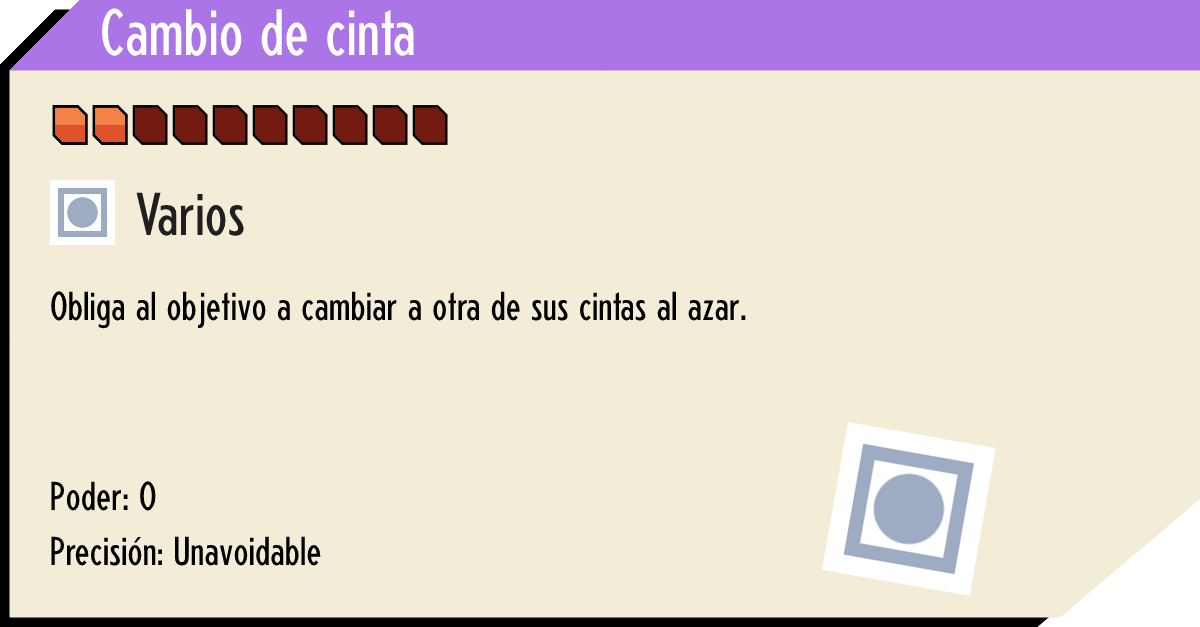 Cambio de cinta
Varios
Obliga al objetivo a cambiar a otra de sus cintas al azar.
Poder: 0
Precisión: Unavoidable